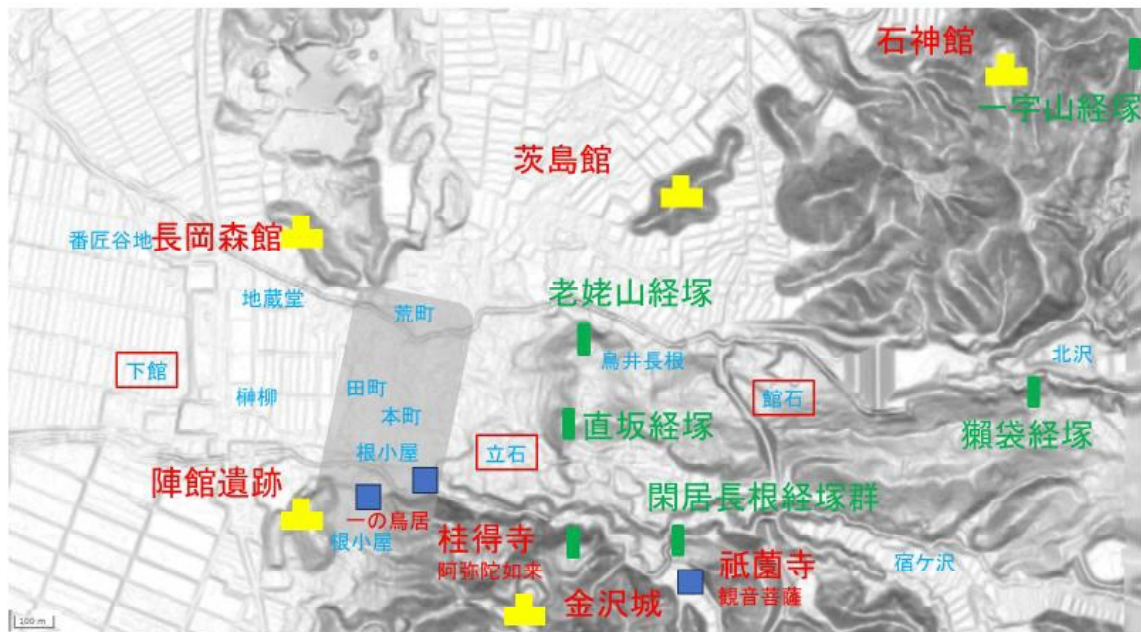 石神館
一字山経塚
茨島館
番匠谷地
長岡森館
地蔵堂
荒町
老姥山経塚
鳥井長根
北沢
下館
榊柳
田町
館石
本町
直坂経塚
獺袋経塚
根小屋
立石
陣館遺跡
一の鳥居
根小屋
桂得寺
阿弥陀如来
閑居長根経塚群
祇薗寺
観音菩薩
宿ケ沢
金沢城
100 m